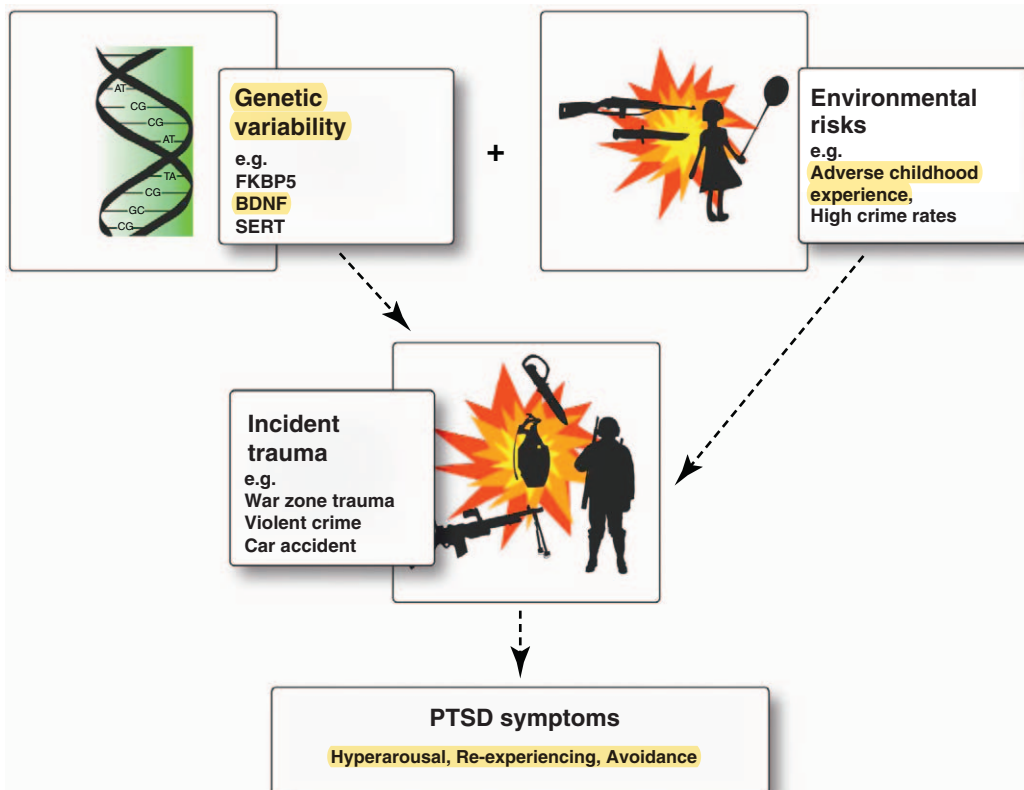 AT
CG
CG
AT
TA
CG
GC
CG
Genetic
variability
e.g.
FKBP5
BDNF
SERT
+
Environmental
risks
e.g.
Adverse childhood
experience,
High crime rates
Incident
trauma
e.g.
War zone trauma
Violent crime
Car accident
PTSD symptoms
Hyperarousal, Re-experiencing, Avoidance